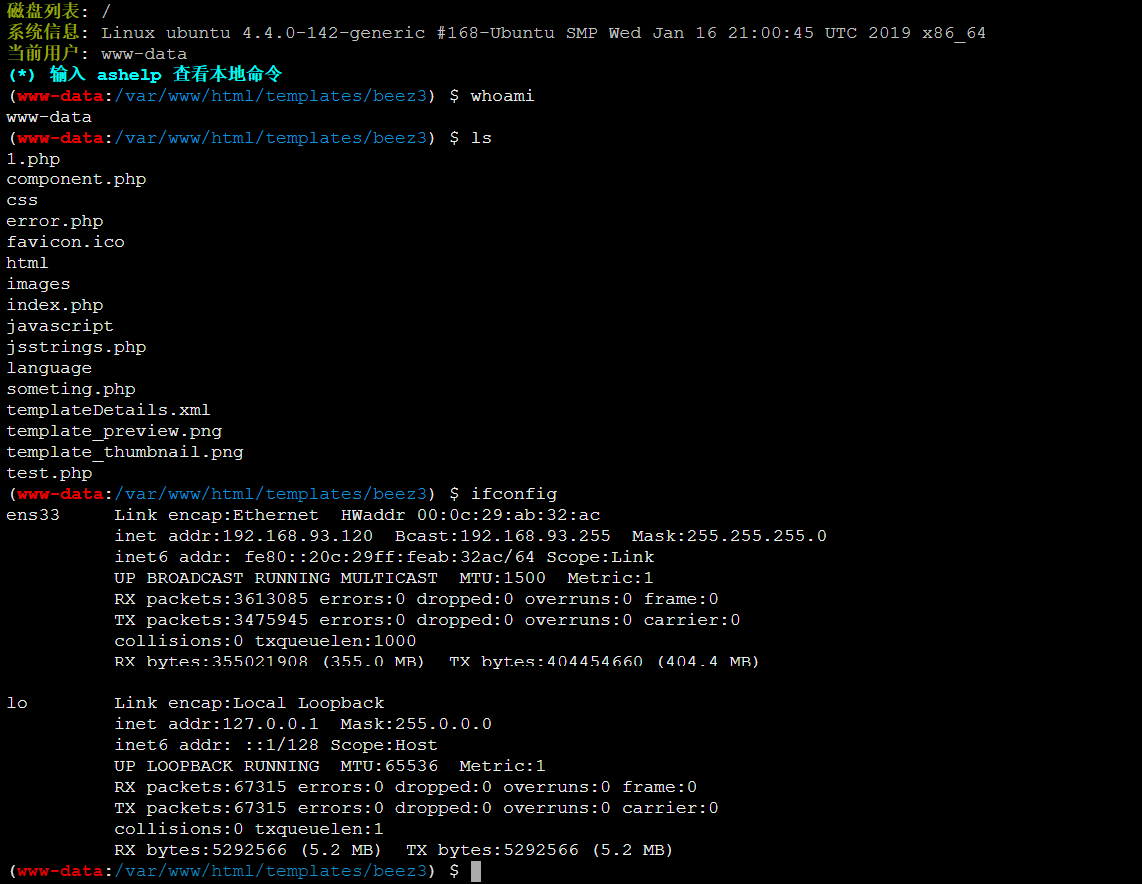 磁盘列表: /
系统信息: Linux ubuntu 4.4.0-142-generic #168-Ubuntu SMP Wed Jan 16 21:00:45 UTC 2019 x86_64
当前用户: www-data
(*) 输入 ashelp 查看本地命令
(www-data:/var/www/html/templates/beez3) $ whoami
www-data
(www-data:/var/www/html/templates/beez3) $ ls
1.php
component.php
css
error.php
favicon.ico
html
images
index.php
javascript
jsstrings.php
language
someting.php
templateDetails.xml
template_preview.png
template_thumbnail.png
test.php
(www-data:/var/www/html/templates/beez3) $ ifconfig
ens33     Link encap:Ethernet  HWaddr 00:0c:29:ab:32:ac
          inet addr:192.168.93.120  Bcast:192.168.93.255  Mask:255.255.255.0
          inet6 addr: fe80::20c:29ff:feab:32ac/64 Scope:Link
          UP BROADCAST RUNNING MULTICAST  MTU:1500  Metric:1
          RX packets:3613085 errors:0 dropped:0 overruns:0 frame:0
          TX packets:3475945 errors:0 dropped:0 overruns:0 carrier:0
          collisions:0 txqueuelen:1000
          RX bytes:355021908 (355.0 MB)  TX bytes:404454660 (404.4 MB)
lo        Link encap:Local Loopback
          inet addr:127.0.0.1  Mask:255.0.0.0
          inet6 addr: ::1/128 Scope:Host
          UP LOOPBACK RUNNING  MTU:65536  Metric:1
          RX packets:67315 errors:0 dropped:0 overruns:0 frame:0
          TX packets:67315 errors:0 dropped:0 overruns:0 carrier:0
          collisions:0 txqueuelen:1
          RX bytes:5292566 (5.2 MB)  TX bytes:5292566 (5.2 MB)
(www-data:/var/www/html/templates/beez3) $